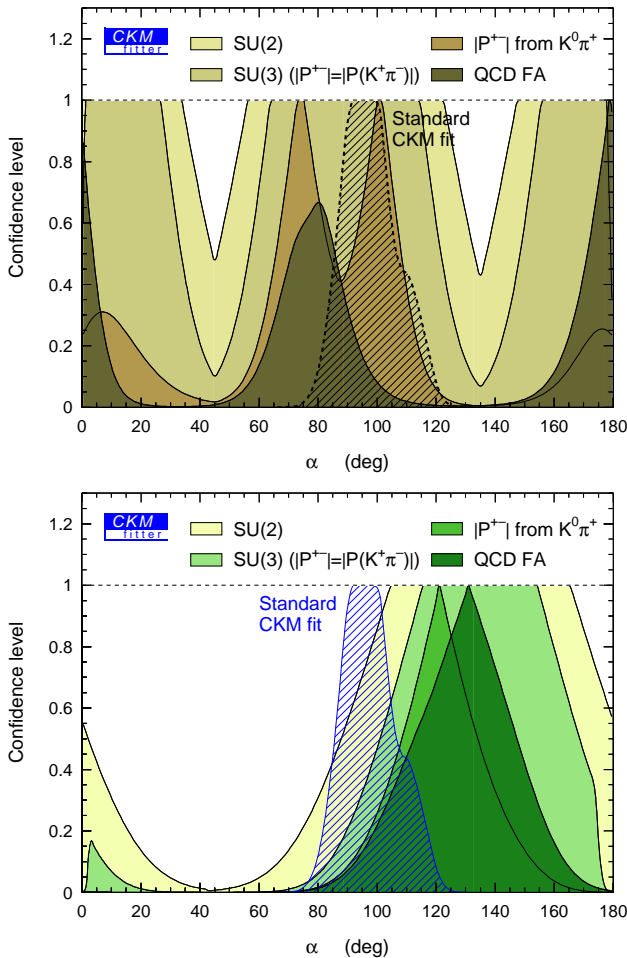 CKM
fitter
SU(2)
|P⁺⁻| from K⁰π⁺
SU(3) (|P⁺⁻|=|P(K⁺π⁻)|)
QCD FA
Standard
CKM fit
Confidence level
1.2
1
0.8
0.6
0.4
0.2
0
0 20 40 60 80 100 120 140 160 180
α (deg)
CKM
fitter
SU(2)
|P⁺⁻| from K⁰π⁺
SU(3) (|P⁺⁻|=|P(K⁺π⁻)|)
QCD FA
Standard
CKM fit
Confidence level
1.2
1
0.8
0.6
0.4
0.2
0
0 20 40 60 80 100 120 140 160 180
α (deg)